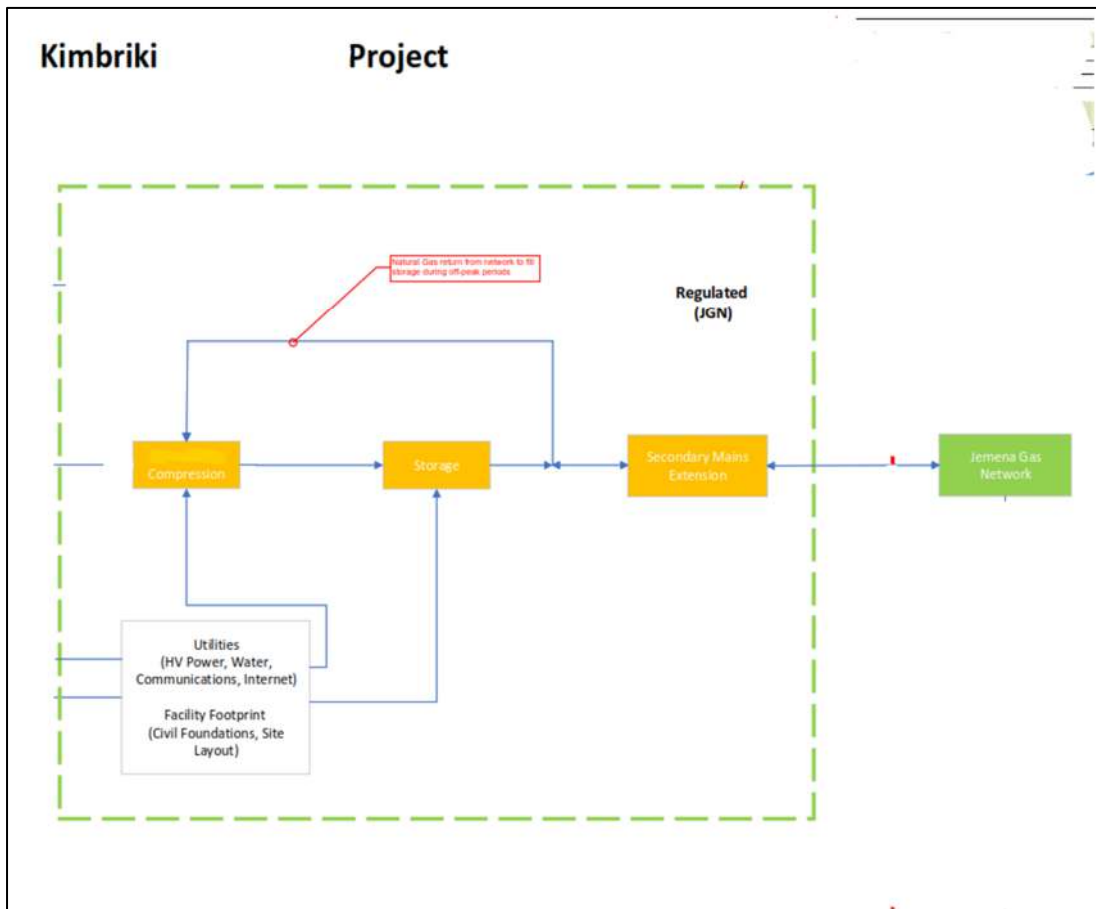 Kimbriki Project
Natural Gas return from network to fill
storage during off-peak periods
Regulated
(JGN)
Compression
Storage
Secondary Mains
Extension
Jemena Gas
Network
Utilities
(HV Power, Water,
Communications, Internet)
Facility Footprint
(Civil Foundations, Site
Layout)